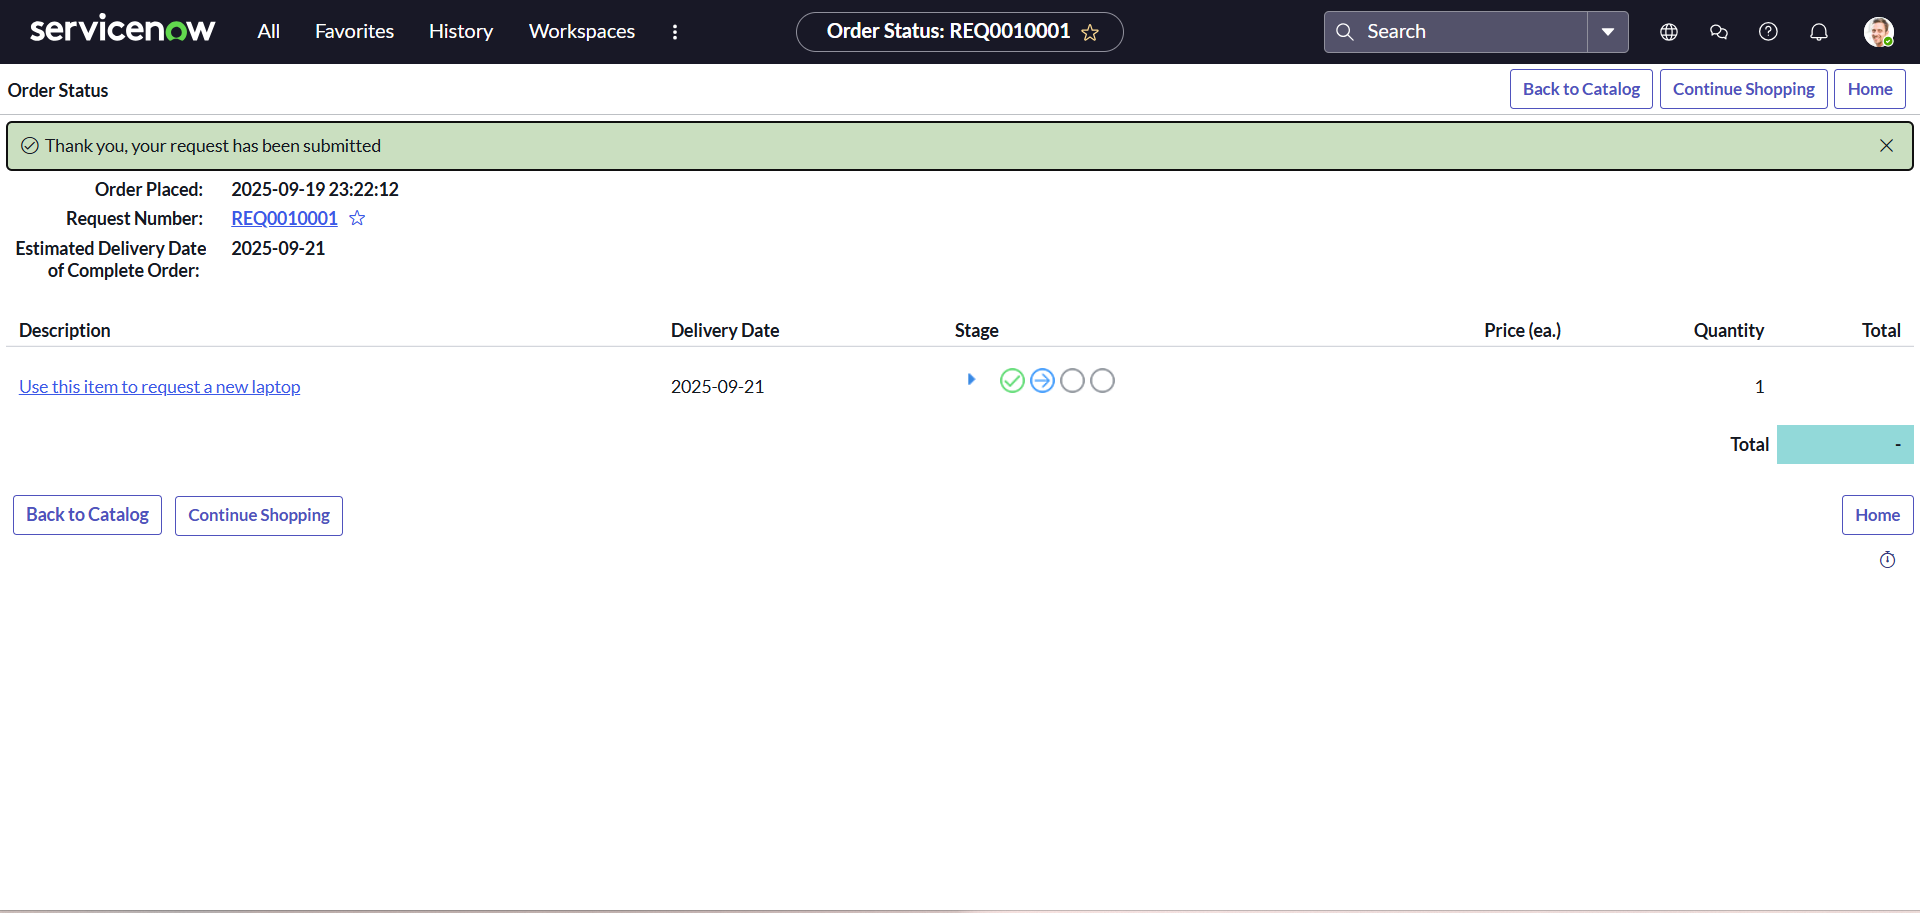 servicenow All Favorites History Workspaces Order Status: REQ0010001 Search
Order Status Back to Catalog Continue Shopping Home
Thank you, your request has been submitted
Order Placed: 2025-09-19 23:22:12
Request Number: REQ0010001
Estimated Delivery Date 2025-09-21
of Complete Order:
Description Delivery Date Stage Price (ea.) Quantity Total
Use this item to request a new laptop 2025-09-21 1
Total -
Back to Catalog Continue Shopping Home